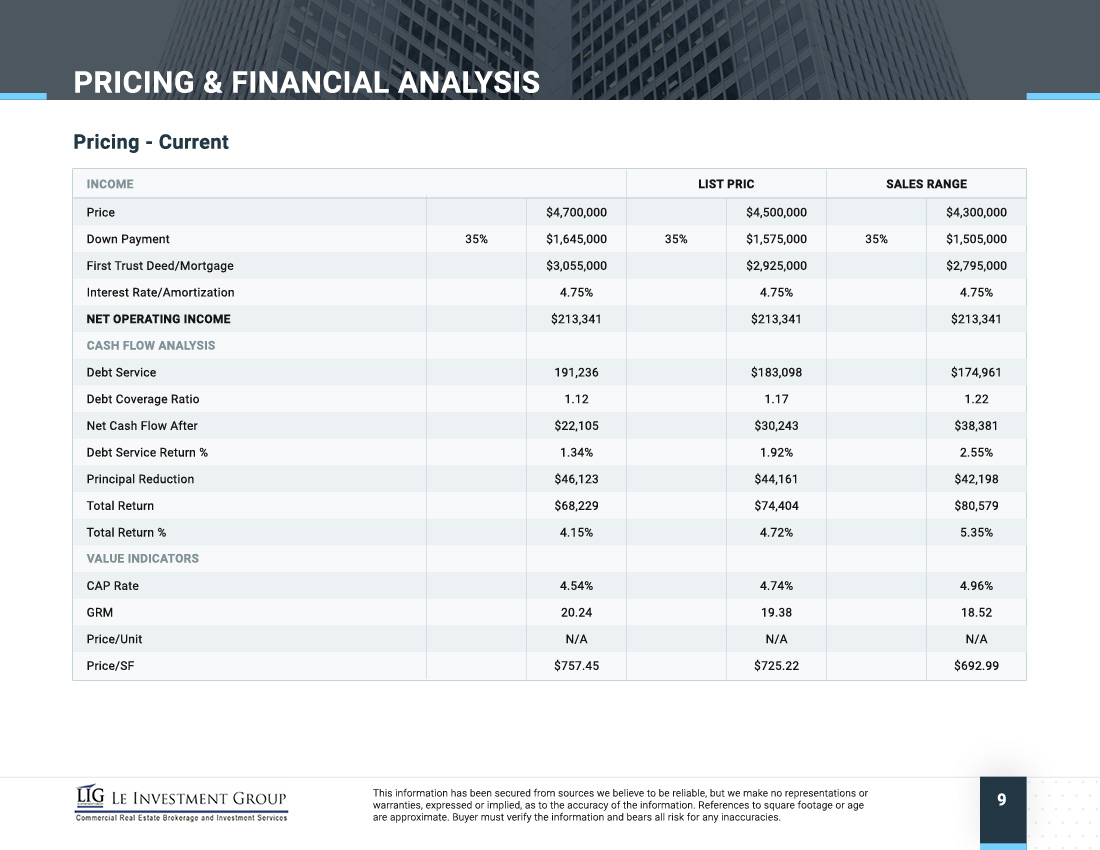 PRICING & FINANCIAL ANALYSIS
Pricing - Current
INCOME LIST PRIC SALES RANGE
Price $4,700,000 $4,500,000 $4,300,000
Down Payment 35% $1,645,000 35% $1,575,000 35% $1,505,000
First Trust Deed/Mortgage $3,055,000 $2,925,000 $2,795,000
Interest Rate/Amortization 4.75% 4.75% 4.75%
NET OPERATING INCOME $213,341 $213,341 $213,341
CASH FLOW ANALYSIS
Debt Service 191,236 $183,098 $174,961
Debt Coverage Ratio 1.12 1.17 1.22
Net Cash Flow After $22,105 $30,243 $38,381
Debt Service Return % 1.34% 1.92% 2.55%
Principal Reduction $46,123 $44,161 $42,198
Total Return $68,229 $74,404 $80,579
Total Return % 4.15% 4.72% 5.35%
VALUE INDICATORS
CAP Rate 4.54% 4.74% 4.96%
GRM 20.24 19.38 18.52
Price/Unit N/A N/A N/A
Price/SF $757.45 $725.22 $692.99
LIG LE INVESTMENT GROUP
Commercial Real Estate Brokerage and Investment Services
This information has been secured from sources we believe to be reliable, but we make no representations or
warranties, expressed or implied, as to the accuracy of the information. References to square footage or age
are approximate. Buyer must verify the information and bears all risk for any inaccuracies.
9